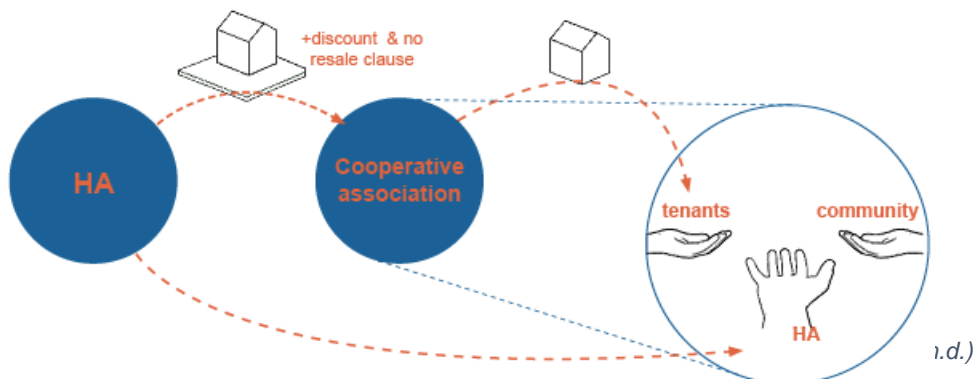 +discount & no
resale clause
HA
Cooperative
association
tenants
community
HA
.d.)